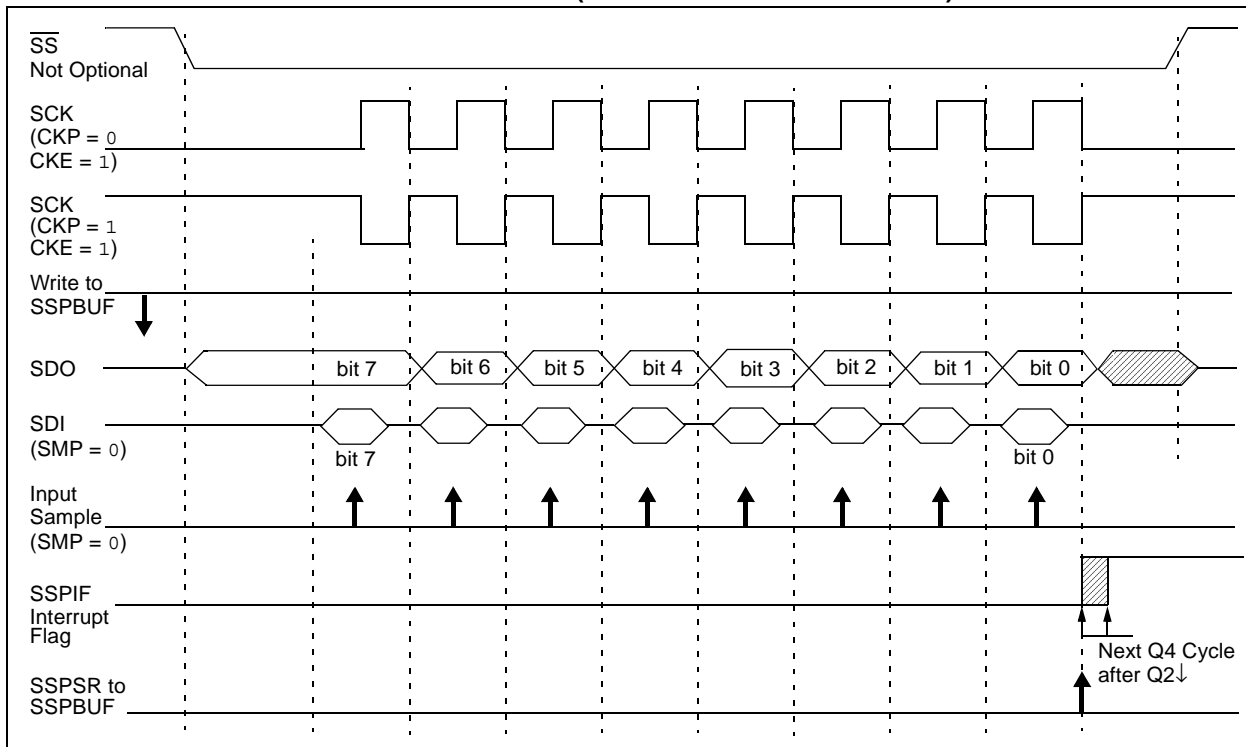 SS
Not Optional
SCK
(CKP = 0
CKE = 1)
SCK
(CKP = 1
CKE = 1)
Write to
SSPBUF
SDO
bit 7
bit 6
bit 5
bit 4
bit 3
bit 2
bit 1
bit 0
SDI
(SMP = 0)
bit 7
bit 0
Input
Sample
(SMP = 0)
SSPIF
Interrupt
Flag
Next Q4 Cycle
after Q2↓
SSPSR to
SSPBUF